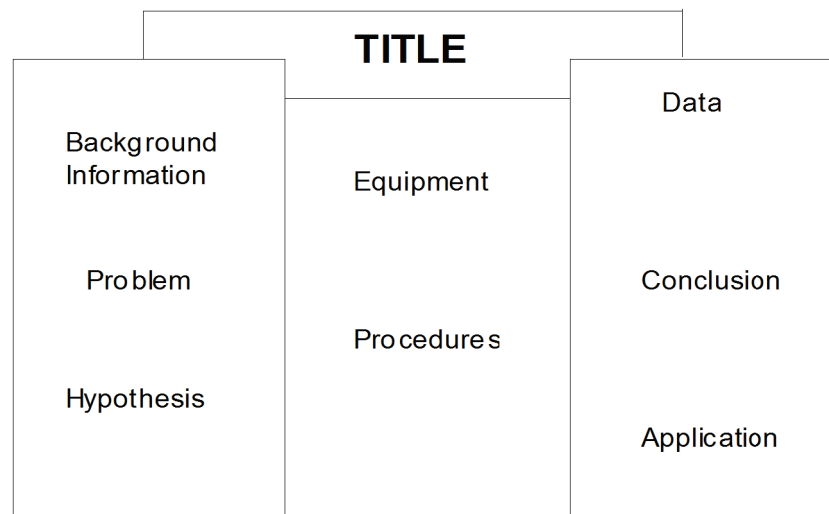 TITLE
Background
Information
Problem
Hypothesis
Equipment
Procedures
Data
Conclusion
Application